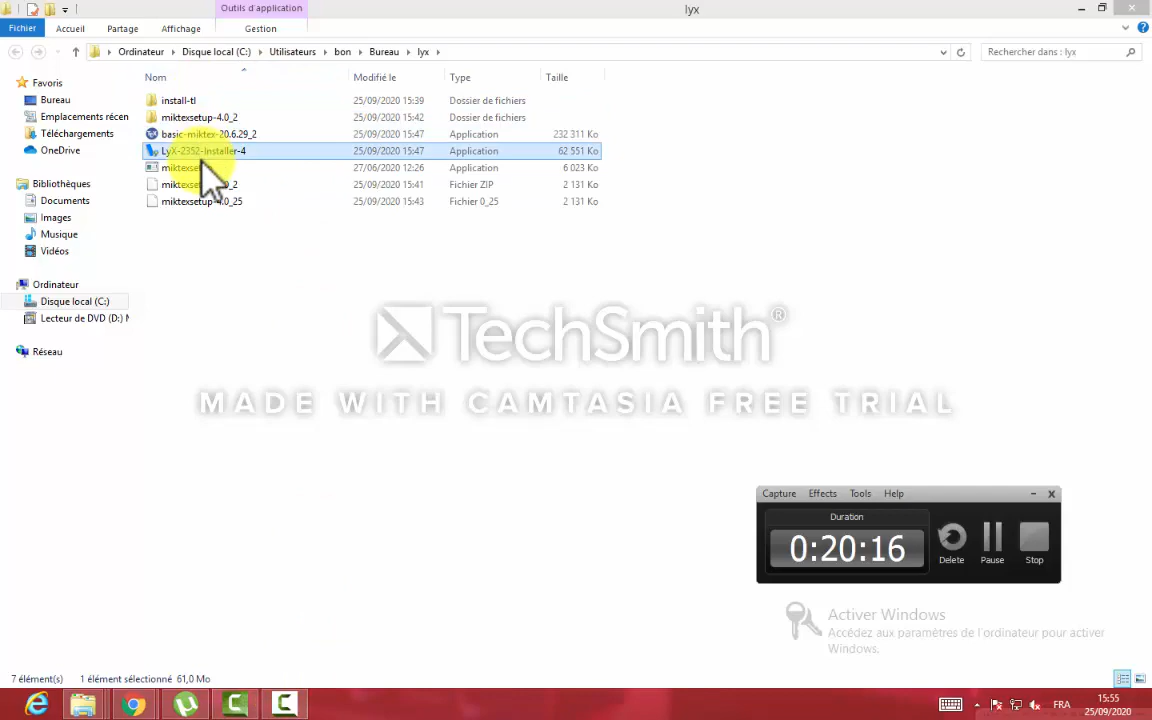 Outils d'application
lyx
Fichier Accueil Partage Affichage Gestion
Ordinateur Disque local (C:) Utilisateurs bon Bureau lyx
Rechercher dans : lyx
Nom Modifié le Type Taille
Favoris
Bureau
Emplacements récen
Téléchargements
OneDrive
Bibliothèques
Documents
Images
Musique
Vidéos
Ordinateur
Disque local (C:)
Lecteur de DVD (D:) M
Réseau
install-tl 25/09/2020 15:39 Dossier de fichiers
miktexsetup-4.0_2 25/09/2020 15:42 Dossier de fichiers
basic-miktex-20.6.29_2 25/09/2020 15:47 Application 232 311 Ko
LyX-2352-Installer-4 25/09/2020 15:47 Application 62 551 Ko
27/06/2020 12:26 Application 6 023 Ko
25/09/2020 15:41 Fichier ZIP 2 131 Ko
miktexsetup-4.0_25 25/09/2020 15:43 Fichier 0_25 2 131 Ko
TechSmith®
MADE WITH CAMTASIA FREE TRIAL
Capture Effects Tools Help
Duration
0:20:16
Delete Pause Stop
Activer Windows
Accédez aux paramètres de l'ordinateur pour activer
Windows.
7 élément(s) 1 élément sélectionné 61,0 Mo
FRA
15:55
25/09/2020